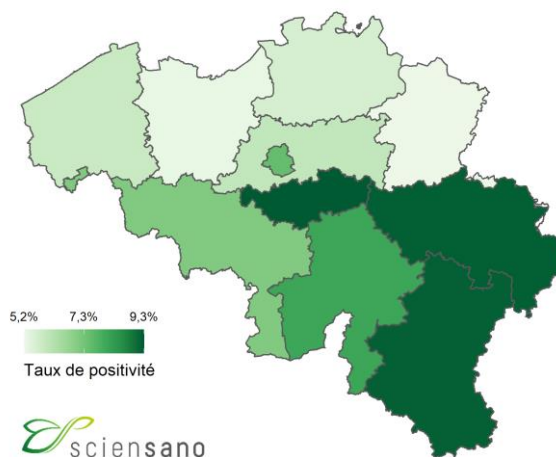 5,2% 7,3% 9,3%
Taux de positivité
sciensano